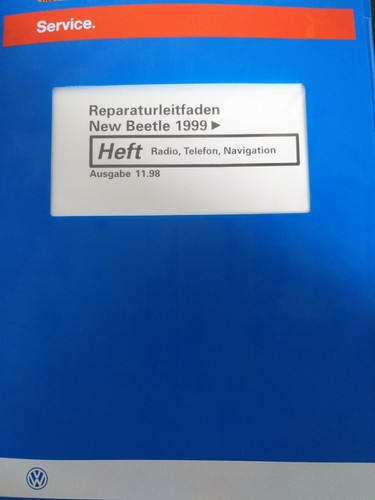 Service.
Reparaturleitfaden
New Beetle 1999 ▶
Heft Radio, Telefon, Navigation
Ausgabe 11.98